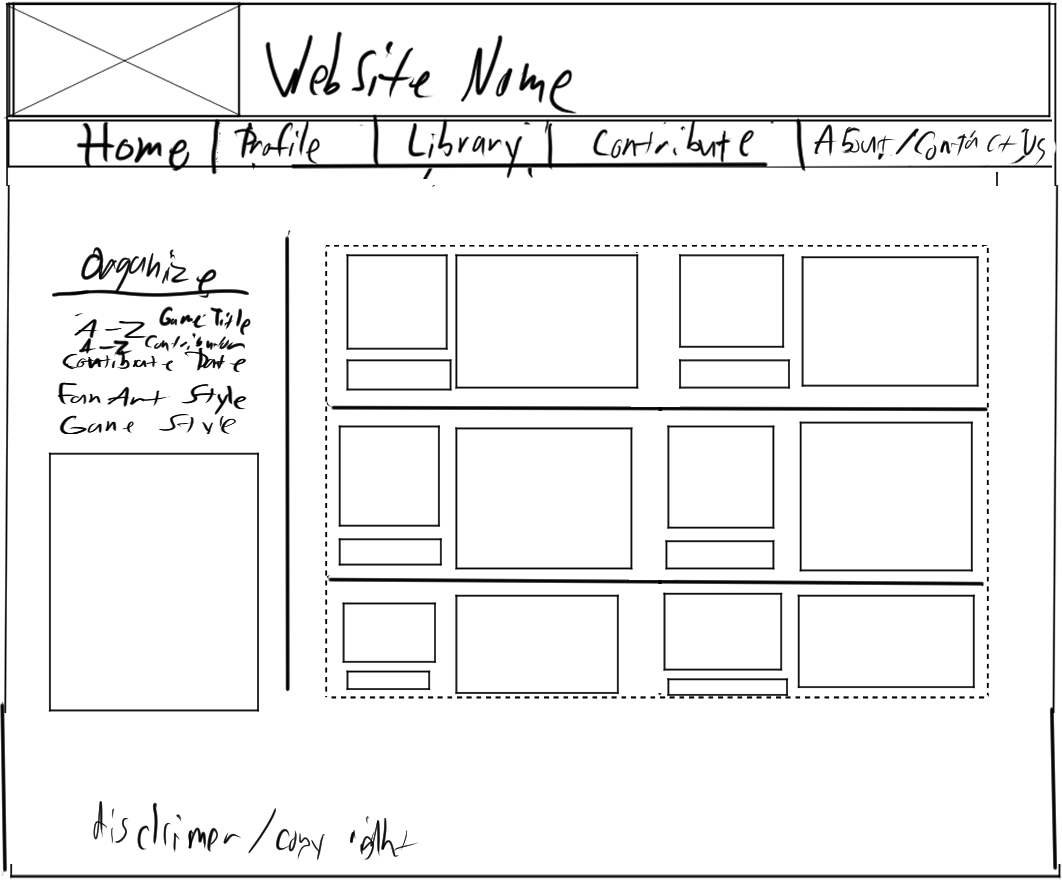 Website Name
Home Profile Library Contribute About/Contact Us
Organize
A-Z Game Title
A-Z Contribution
Contibute Date
Fan Art Style
Game Style
disclaimer/copy right